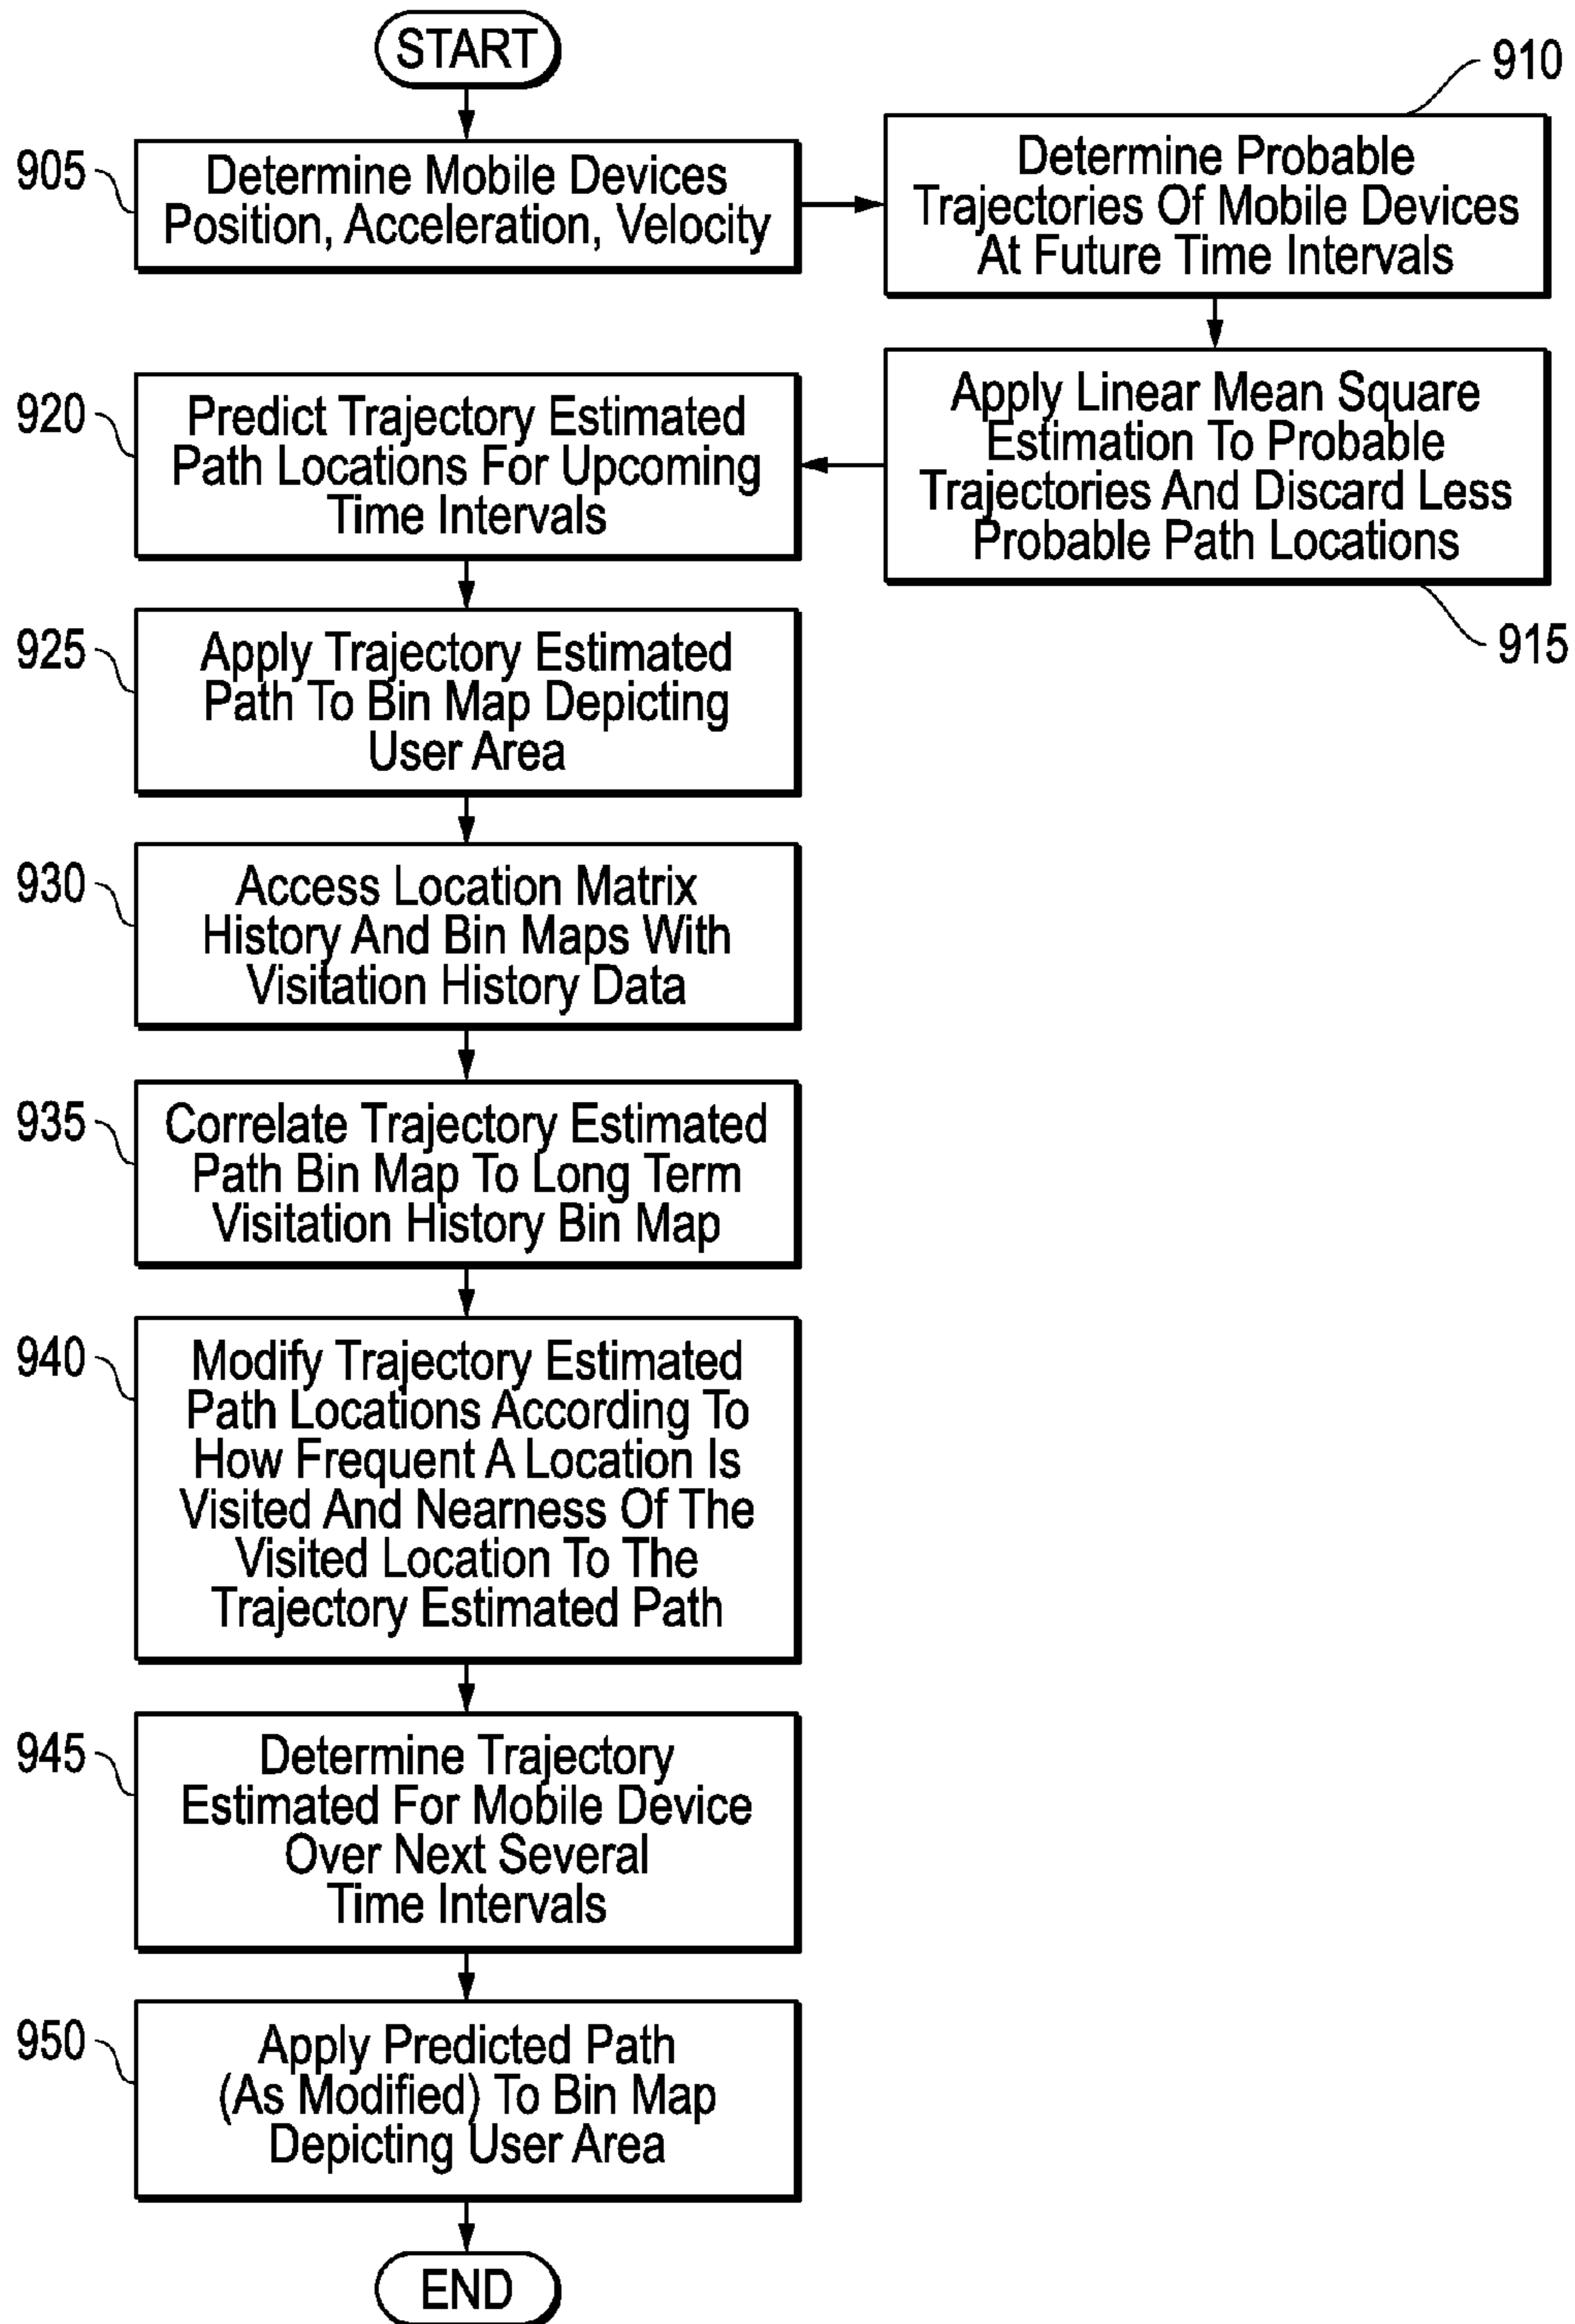 START
905
Determine Mobile Devices
Position, Acceleration, Velocity
910
Determine Probable
Trajectories Of Mobile Devices
At Future Time Intervals
Apply Linear Mean Square
Estimation To Probable
Trajectories And Discard Less
Probable Path Locations
915
920
Predict Trajectory Estimated
Path Locations For Upcoming
Time Intervals
925
Apply Trajectory Estimated
Path To Bin Map Depicting
User Area
930
Access Location Matrix
History And Bin Maps With
Visitation History Data
935
Correlate Trajectory Estimated
Path Bin Map To Long Term
Visitation History Bin Map
940
Modify Trajectory Estimated
Path Locations According To
How Frequent A Location Is
Visited And Nearness Of The
Visited Location To The
Trajectory Estimated Path
945
Determine Trajectory
Estimated For Mobile Device
Over Next Several
Time Intervals
950
Apply Predicted Path
(As Modified) To Bin Map
Depicting User Area
END